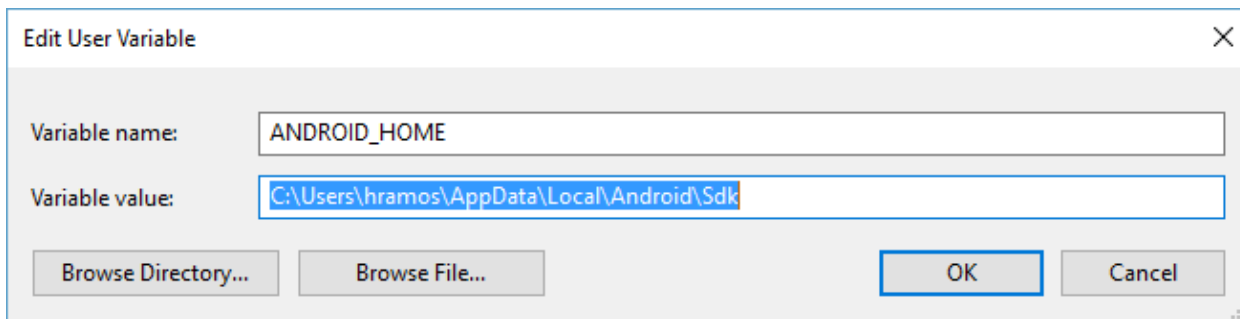 Edit User Variable
Variable name: ANDROID_HOME
Variable value: C:\Users\hramos\AppData\Local\Android\Sdk
Browse Directory... Browse File... OK Cancel